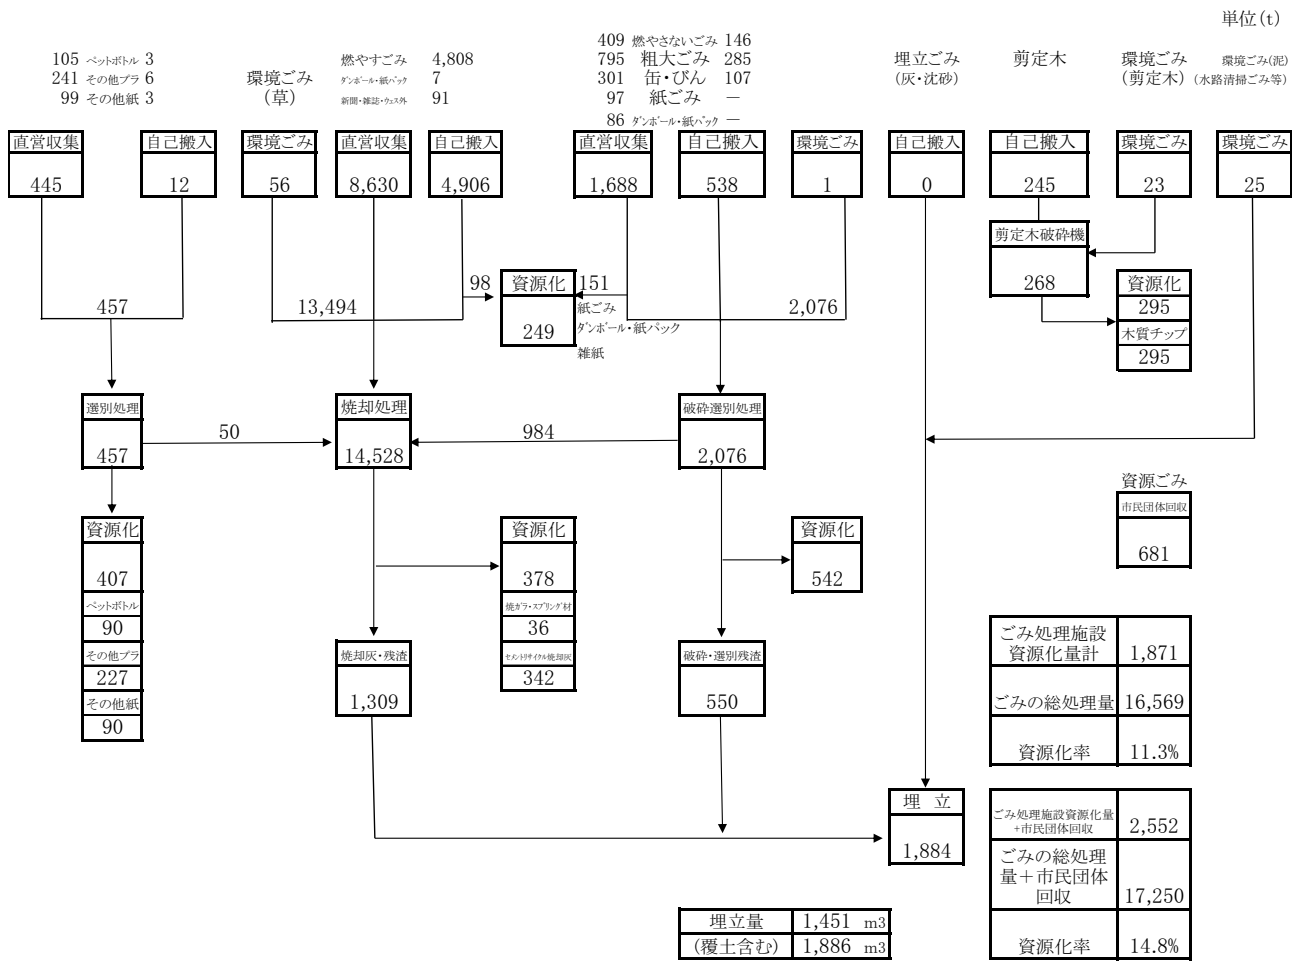 単位(t)
105 ペットボトル 3
241 その他プラ 6
99 その他紙 3
環境ごみ
(草)
燃やすごみ 4,808
ダンボール・紙パック 7
新聞・雑誌・ウェス外 91
409 燃やさないごみ 146
795 粗大ごみ 285
301 缶・びん 107
97 紙ごみ －
86 ダンボール・紙パック －
埋立ごみ
(灰・沈砂)
剪定木
環境ごみ
(剪定木)
環境ごみ(泥)
(水路清掃ごみ等)
直営収集
445
自己搬入
12
環境ごみ
56
直営収集
8,630
自己搬入
4,906
直営収集
1,688
自己搬入
538
環境ごみ
1
自己搬入
0
自己搬入
245
環境ごみ
23
環境ごみ
25
剪定木破砕機
268
457
13,494
98
資源化
249
151
紙ごみ
ダンボール・紙パック
雑紙
2,076
資源化
295
木質チップ
295
選別処理
457
50
焼却処理
14,528
984
破砕選別処理
2,076
資源ごみ
市民団体回収
681
資源化
407
ペットボトル
90
その他プラ
227
その他紙
90
資源化
378
焼ガラ・スプリング材
36
セメントリサイクル焼却灰
342
資源化
542
焼却灰・残渣
1,309
破砕・選別残渣
550
ごみ処理施設
資源化量計 1,871
ごみの総処理量 16,569
資源化率 11.3%
埋 立
1,884
ごみ処理施設資源化量
+市民団体回収 2,552
ごみの総処理
量＋市民団体
回収 17,250
資源化率 14.8%
埋立量 1,451 m3
(覆土含む) 1,886 m3